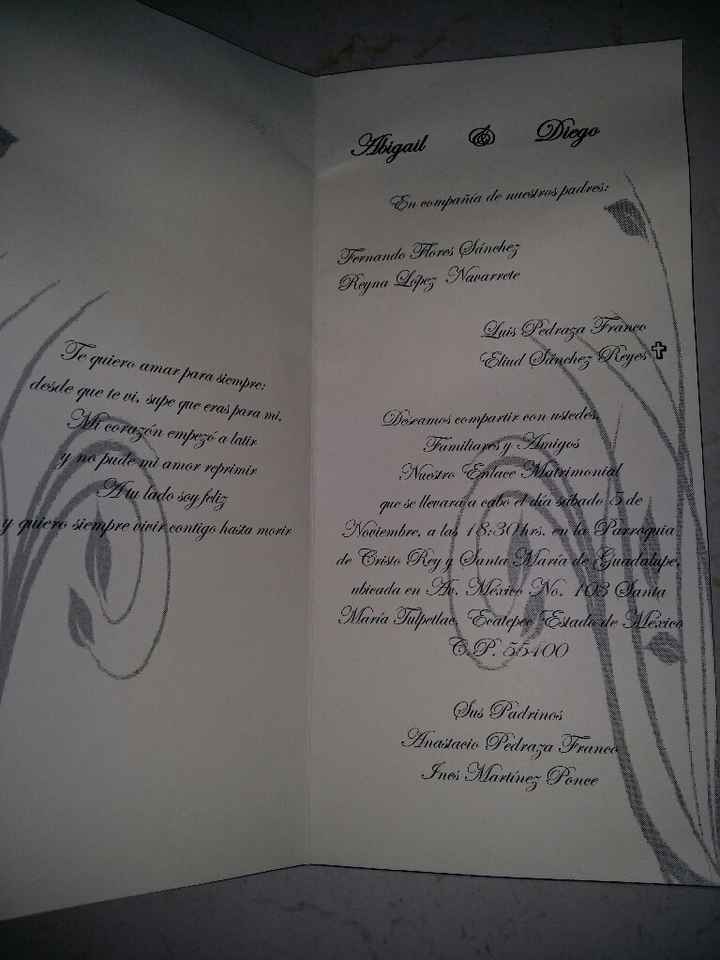 Te quiero amar para siempre;
desde que te vi, supe que eras para mi.
Mi corazón empezó a latir
y no pude mi amor reprimir
A tu lado soy feliz
y quiero siempre vivir contigo hasta morir
Abigail & Diego
En compañia de nuestros padres:
Fernando Flores Sánchez
Reyna López Navarrete
Luis Pedraza Franco
Eliud Sánchez Reyes ✞
Deseamos compartir con ustedes,
Familiares y Amigos
Nuestro Enlace Matrimonial
que se llevará a cabo el día sábado 5 de
Noviembre, a las 18:30 hrs. en la Parroquia
de Cristo Rey y Santa María de Guadalupe,
ubicada en Av. México No. 103 Santa
María Tulpetlac, Ecatepec Estado de México
C.P. 55400
Sus Padrinos
Anastacio Pedraza Franco
Ines Martínez Ponce